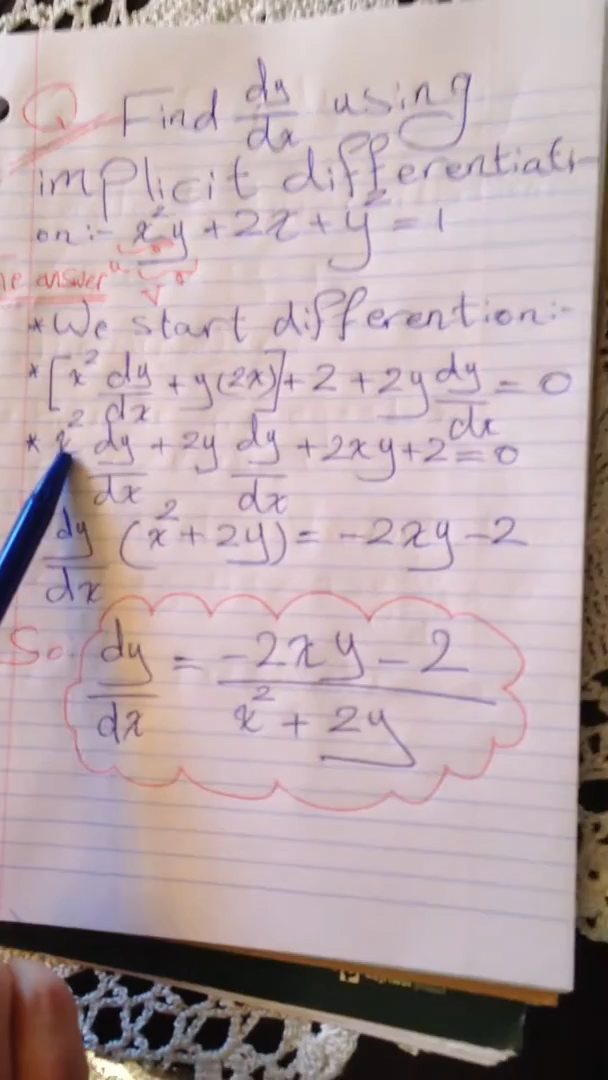 Q Find dy/dx using
implicit differentiati-
on:- x²y + 2x + y² = 1
u
v
answer
*We start differention:-
* [x² dy/dx + y(2x)] + 2 + 2y dy/dx = 0
* x² dy/dx + 2y dy/dx + 2xy + 2 = 0
dy/dx (x² + 2y) = -2xy - 2
So dy/dx = -2xy - 2 / x² + 2y